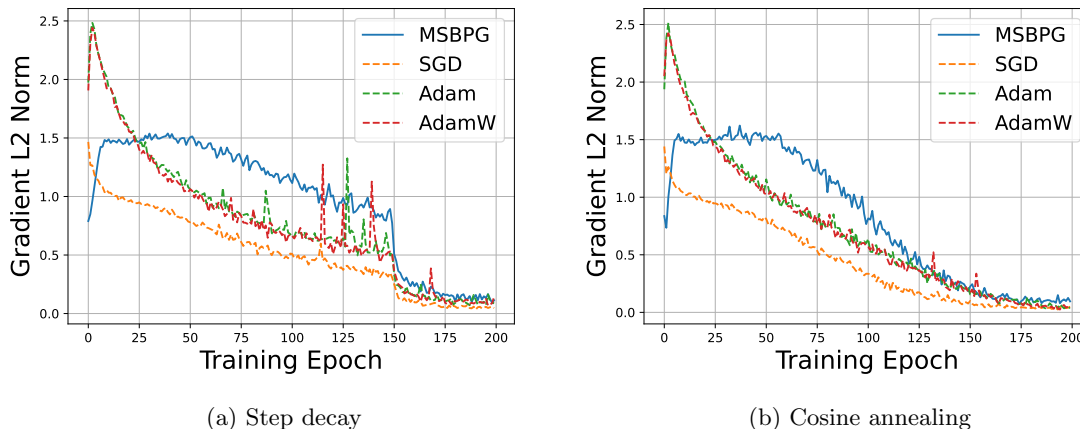 2.5
2.0
1.5
1.0
0.5
0.0
Gradient L2 Norm
MSBPG
SGD
Adam
AdamW
0 25 50 75 100 125 150 175 200
Training Epoch
(a) Step decay
2.5
2.0
1.5
1.0
0.5
0.0
Gradient L2 Norm
MSBPG
SGD
Adam
AdamW
0 25 50 75 100 125 150 175 200
Training Epoch
(b) Cosine annealing